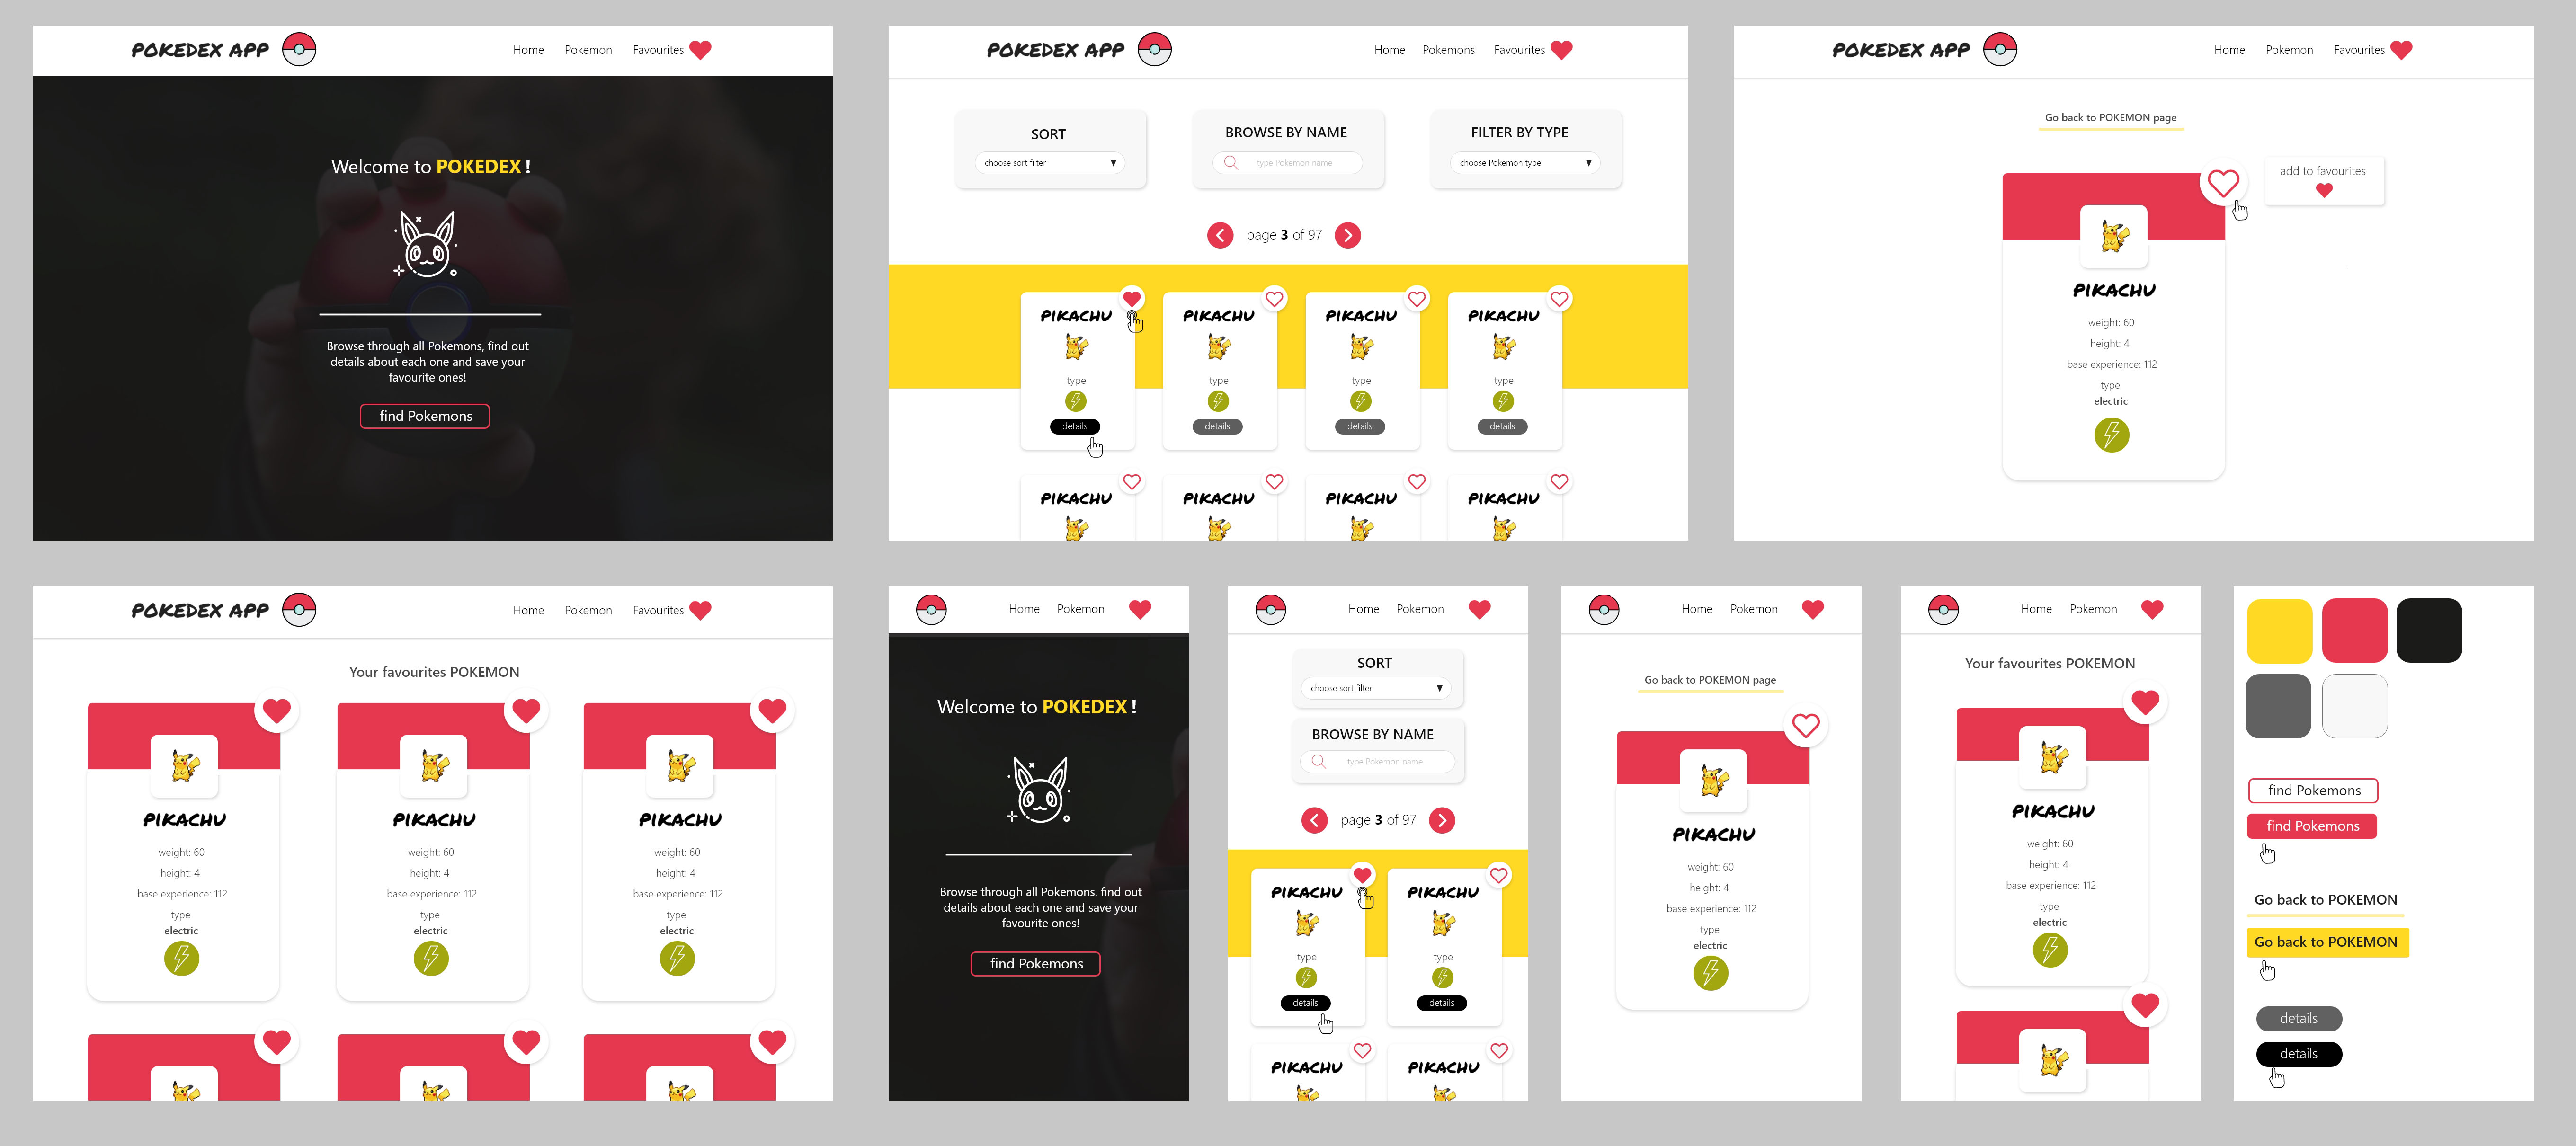 POKEDEX APP
Home Pokemon Favourites
Welcome to POKEDEX !
Browse through all Pokemons, find out
details about each one and save your
favourite ones!
find Pokemons
POKEDEX APP
Home Pokemons Favourites
SORT
choose sort filter
BROWSE BY NAME
type Pokemon name
FILTER BY TYPE
choose Pokemon type
page 3 of 97
PIKACHU PIKACHU PIKACHU PIKACHU
type type type type
details details details details
PIKACHU PIKACHU PIKACHU PIKACHU
POKEDEX APP
Home Pokemon Favourites
Go back to POKEMON page
add to favourites
PIKACHU
weight: 60
height: 4
base experience: 112
type
electric
POKEDEX APP
Home Pokemon Favourites
Your favourites POKEMON
PIKACHU PIKACHU PIKACHU
weight: 60 weight: 60 weight: 60
height: 4 height: 4 height: 4
base experience: 112 base experience: 112 base experience: 112
type type type
electric electric electric
Home Pokemon
Welcome to POKEDEX !
Browse through all Pokemons, find out
details about each one and save your
favourite ones!
find Pokemons
Home Pokemon
SORT
choose sort filter
BROWSE BY NAME
type Pokemon name
page 3 of 97
PIKACHU PIKACHU
type type
details details
PIKACHU PIKACHU
Home Pokemon
Go back to POKEMON page
PIKACHU
weight: 60
height: 4
base experience: 112
type
electric
Home Pokemon
Your favourites POKEMON
PIKACHU
weight: 60
height: 4
base experience: 112
type
electric
find Pokemons
find Pokemons
Go back to POKEMON
Go back to POKEMON
details
details